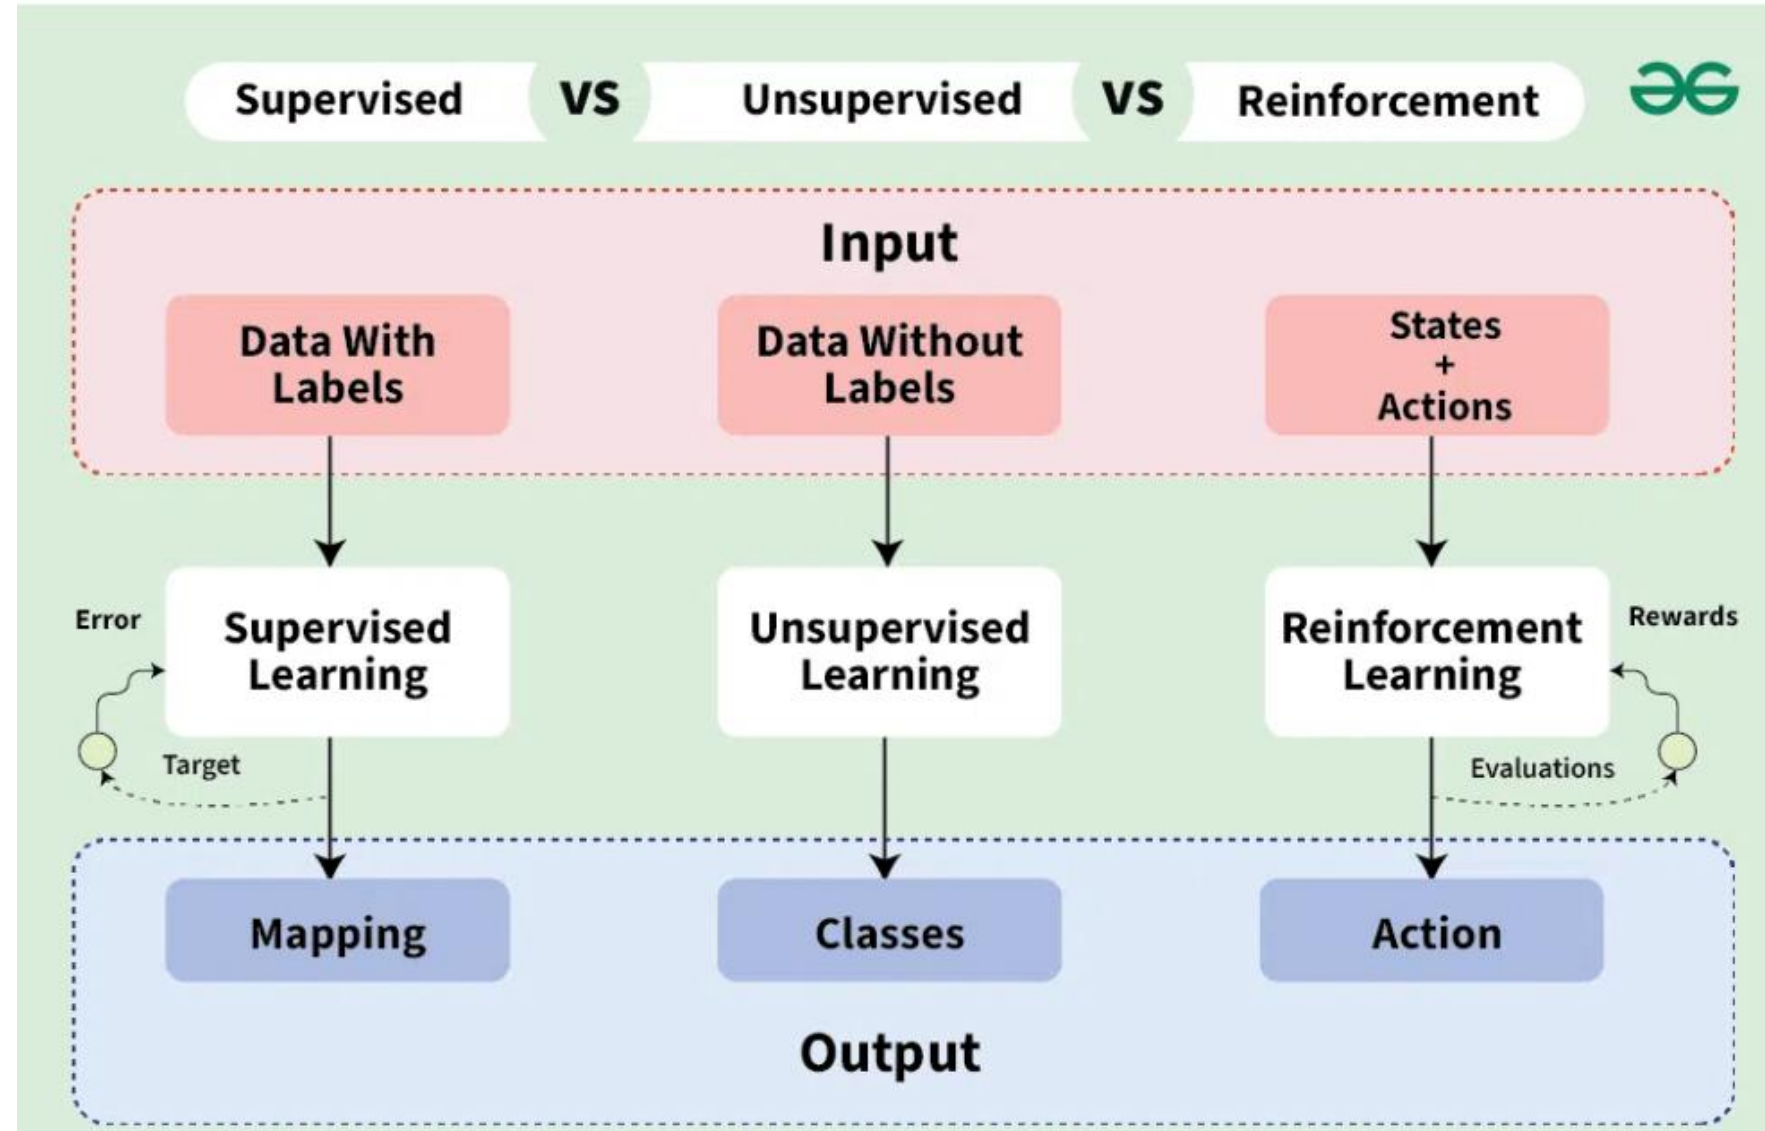 Supervised VS Unsupervised VS Reinforcement
Input
Data With
Labels
Data Without
Labels
States
+
Actions
Error
Supervised
Learning
Target
Unsupervised
Learning
Reinforcement
Learning
Rewards
Evaluations
Mapping
Classes
Action
Output